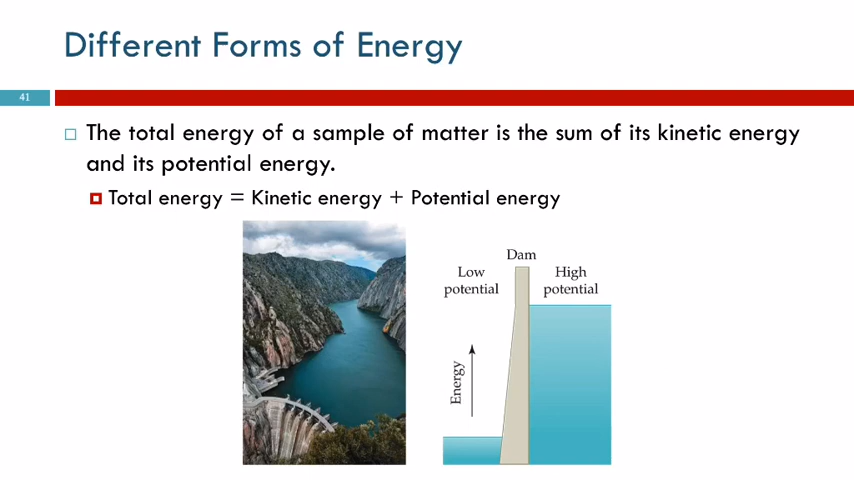 Different Forms of Energy
41
The total energy of a sample of matter is the sum of its kinetic energy
and its potential energy.
Total energy = Kinetic energy + Potential energy
Dam
Low
potential
High
potential
Energy